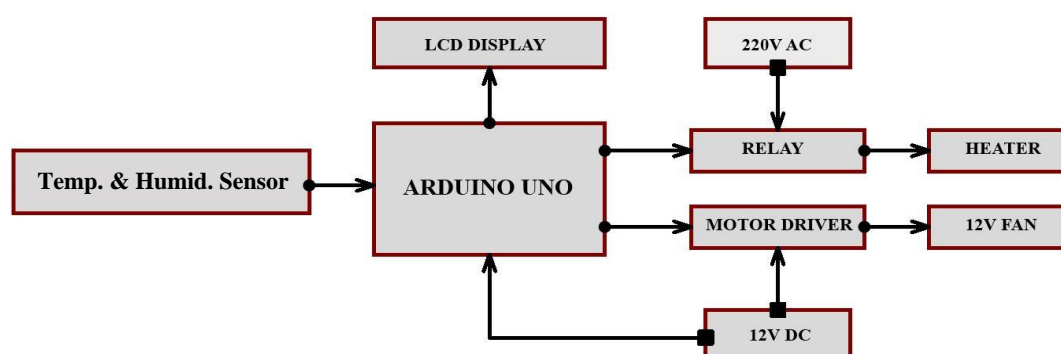 LCD DISPLAY
220V AC
Temp. & Humid. Sensor
ARDUINO UNO
RELAY
HEATER
MOTOR DRIVER
12V FAN
12V DC